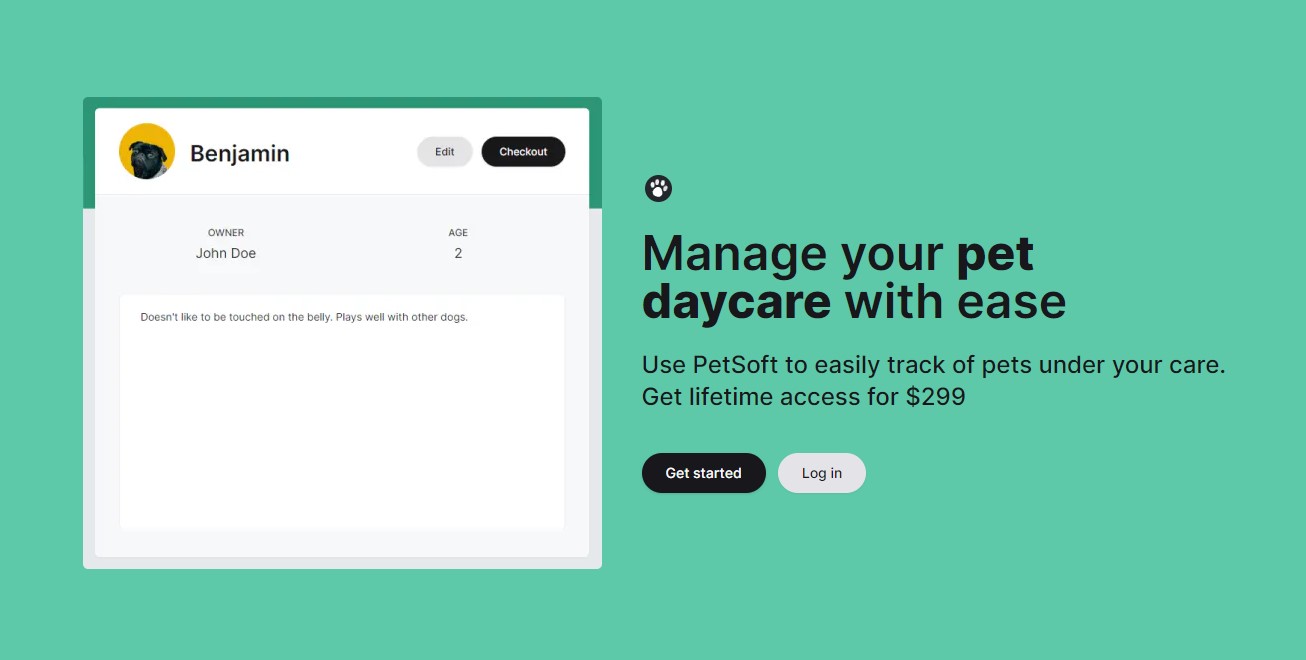 Benjamin
Edit
Checkout
OWNER
John Doe
AGE
2
Doesn't like to be touched on the belly. Plays well with other dogs.
Manage your pet
daycare with ease
Use PetSoft to easily track of pets under your care.
Get lifetime access for $299
Get started
Log in